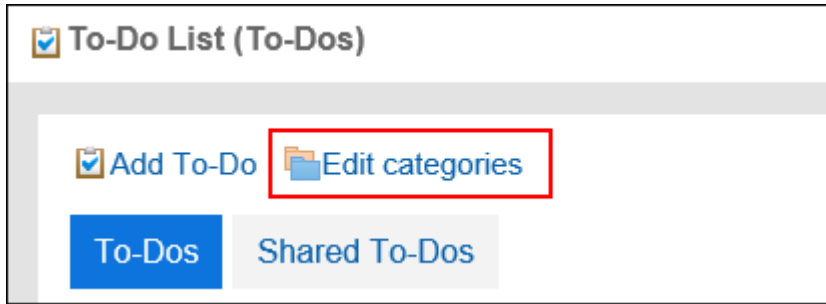 To-Do List (To-Dos)
Add To-Do Edit categories
To-Dos Shared To-Dos